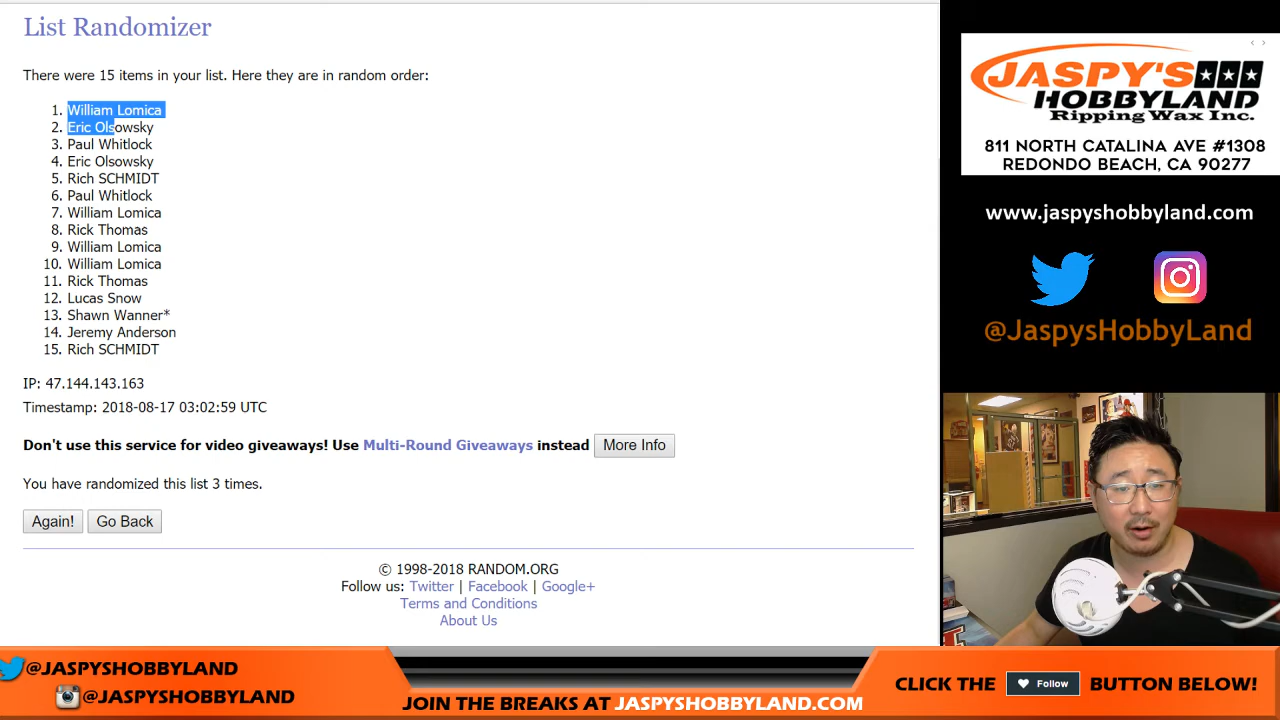 List Randomizer
There were 15 items in your list. Here they are in random order:
1. William Lomica
2. Eric Olsowsky
3. Paul Whitlock
4. Eric Olsowsky
5. Rich SCHMIDT
6. Paul Whitlock
7. William Lomica
8. Rick Thomas
9. William Lomica
10. William Lomica
11. Rick Thomas
12. Lucas Snow
13. Shawn Wanner*
14. Jeremy Anderson
15. Rich SCHMIDT
IP: 47.144.143.163
Timestamp: 2018-08-17 03:02:59 UTC
Don't use this service for video giveaways! Use Multi-Round Giveaways instead More Info
You have randomized this list 3 times.
Again! Go Back
© 1998-2018 RANDOM.ORG
Follow us: Twitter | Facebook | Google+
Terms and Conditions
About Us
JASPY'S
HOBBYLAND
Ripping Wax Inc.
811 NORTH CATALINA AVE #1308
REDONDO BEACH, CA 90277
www.jaspyshobbyland.com
@JaspysHobbyLand
@JASPYSHOBBYLAND
@JASPYSHOBBYLAND
JOIN THE BREAKS AT JASPYSHOBBYLAND.COM
CLICK THE Follow BUTTON BELOW!